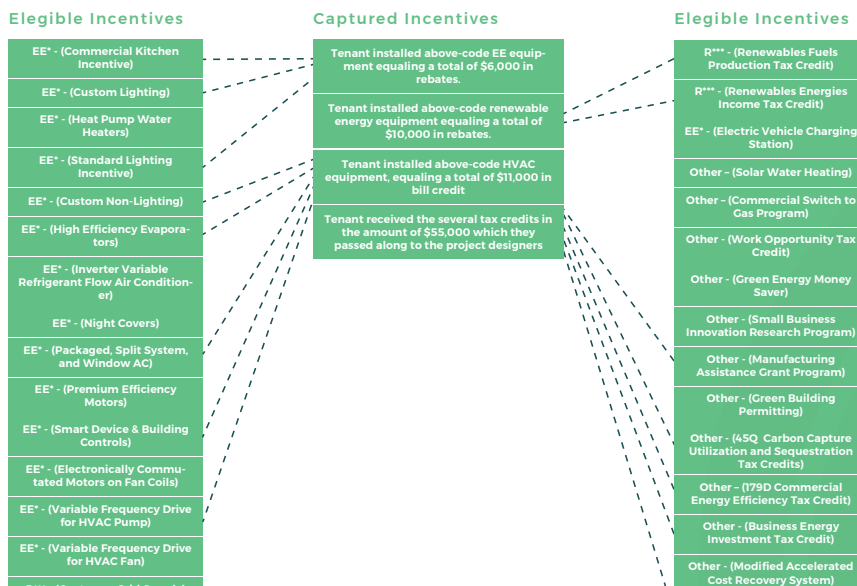 Elegible Incentives
EE* - (Commercial Kitchen
Incentive)
EE* - (Custom Lighting)
EE* - (Heat Pump Water
Heaters)
EE* - (Standard Lighting
Incentive)
EE* - (Custom Non-Lighting)
EE* - (High Efficiency Evapora-
tors)
EE* - (Inverter Variable
Refrigerant Flow Air Condition-
er)
EE* - (Night Covers)
EE* - (Packaged, Split System,
and Window AC)
EE* - (Premium Efficiency
Motors)
EE* - (Smart Device & Building
Controls)
EE* - (Electronically Commu-
tated Motors on Fan Coils)
EE* - (Variable Frequency Drive
for HVAC Pump)
EE* - (Variable Frequency Drive
for HVAC Fan)
Captured Incentives
Tenant installed above-code EE equip-
ment equaling a total of $6,000 in
rebates.
Tenant installed above-code renewable
energy equipment equaling a total of
$10,000 in rebates.
Tenant installed above-code HVAC
equipment, equaling a total of $11,000 in
bill credit
Tenant received the several tax credits in
the amount of $55,000 which they
passed along to the project designers
Elegible Incentives
R*** - (Renewables Fuels
Production Tax Credit)
R*** - (Renewables Energies
Income Tax Credit)
EE* - (Electric Vehicle Charging
Station)
Other – (Solar Water Heating)
Other – (Commercial Switch to
Gas Program)
Other - (Work Opportunity Tax
Credit)
Other - (Green Energy Money
Saver)
Other - (Small Business
Innovation Research Program)
Other - (Manufacturing
Assistance Grant Program)
Other - (Green Building
Permitting)
Other - (45Q Carbon Capture
Utilization and Sequestration
Tax Credits)
Other – (179D Commercial
Energy Efficiency Tax Credit)
Other - (Business Energy
Investment Tax Credit)
Other - (Modified Accelerated
Cost Recovery System)